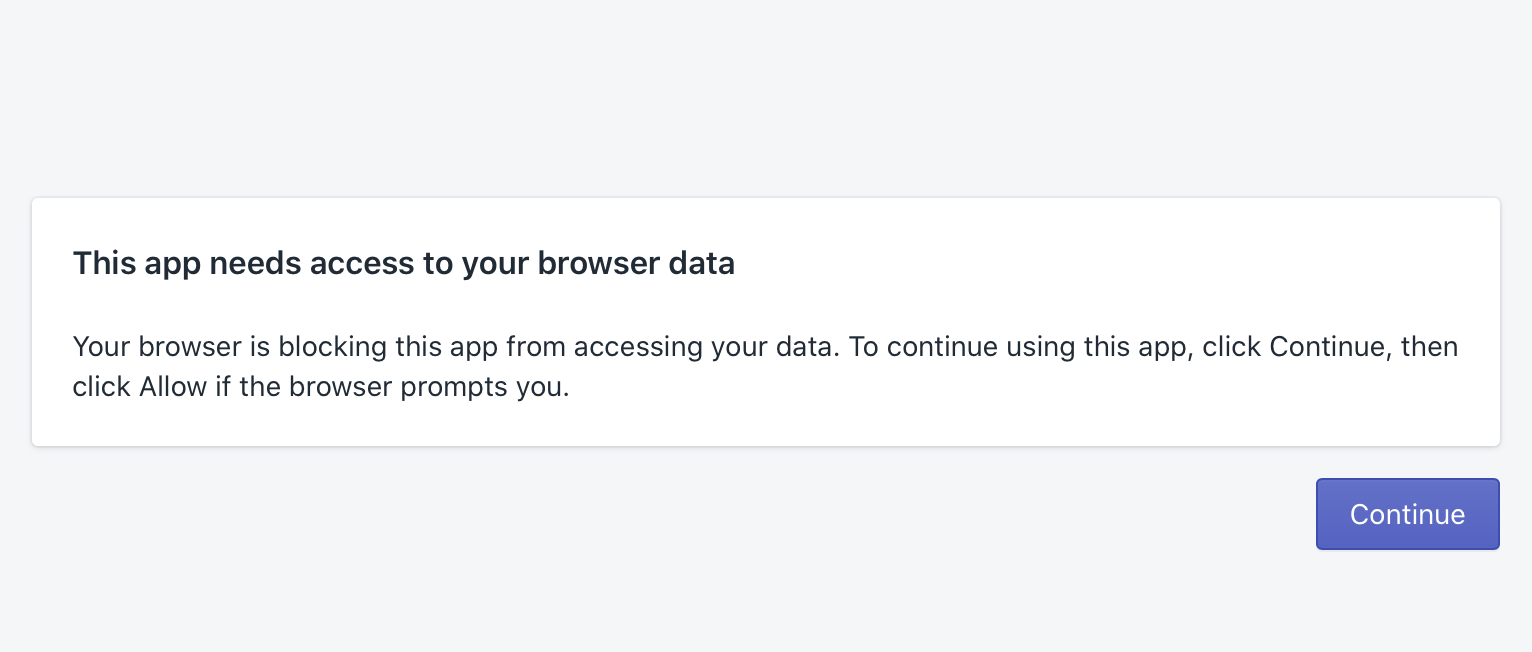 This app needs access to your browser data
Your browser is blocking this app from accessing your data. To continue using this app, click Continue, then
click Allow if the browser prompts you.
Continue